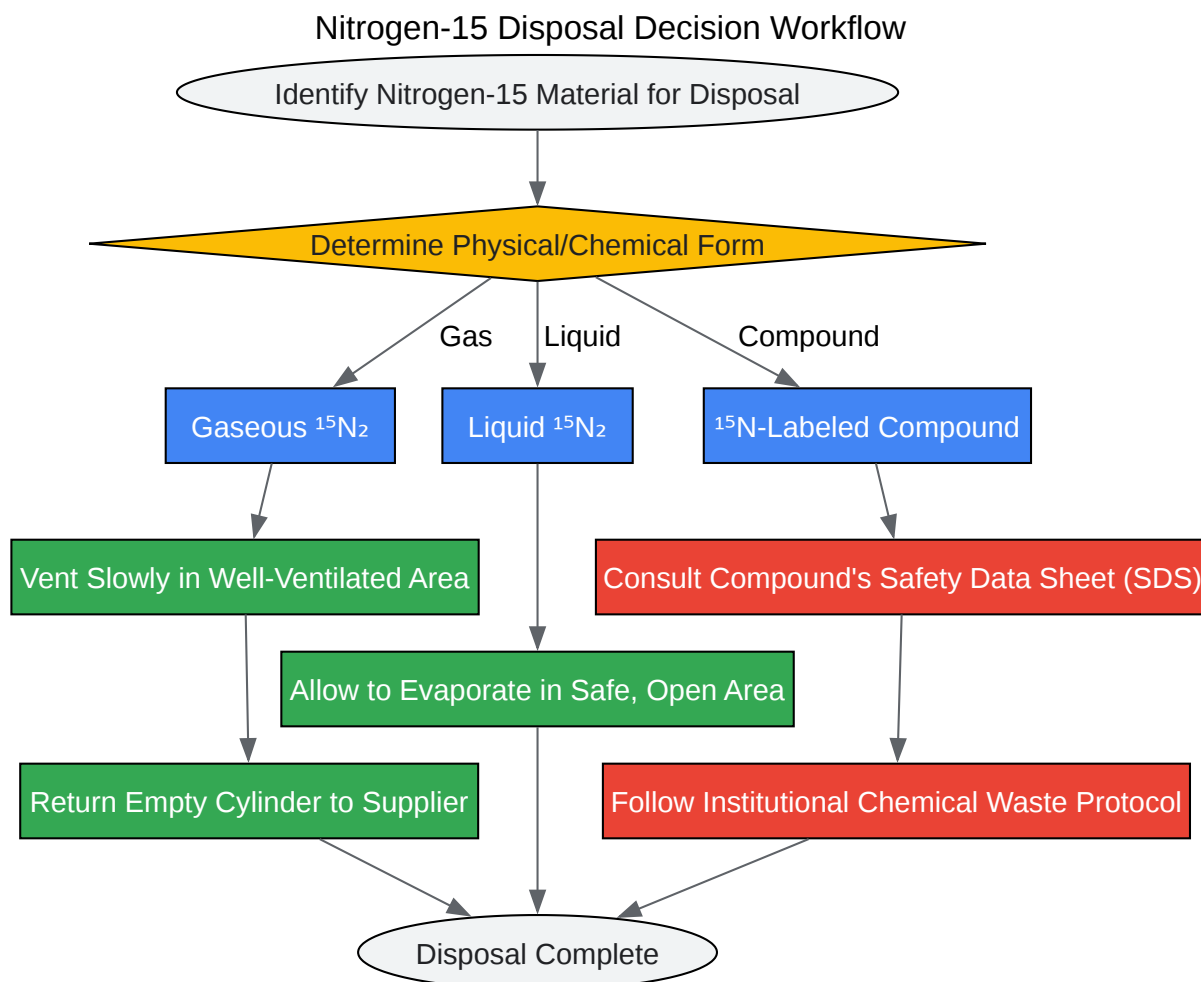 Nitrogen-15 Disposal Decision Workflow
Identify Nitrogen-15 Material for Disposal
Determine Physical/Chemical Form
Gas
Liquid
Compound
Gaseous ¹⁵N₂
Liquid ¹⁵N₂
¹⁵N-Labeled Compound
Vent Slowly in Well-Ventilated Area
Consult Compound's Safety Data Sheet (SDS)
Allow to Evaporate in Safe, Open Area
Return Empty Cylinder to Supplier
Follow Institutional Chemical Waste Protocol
Disposal Complete